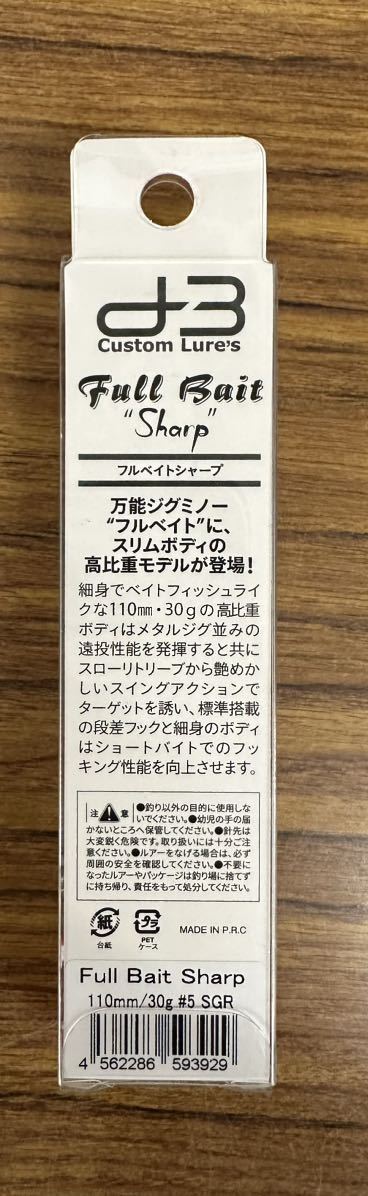 d-3
Custom Lure's
Full Bait
"Sharp"
フルベイトシャープ
万能ジグミノー
"フルベイト"に、
スリムボディの
高比重モデルが登場！
細身でベイトフィッシュライ
クな110㎜・30ｇの高比重
ボディはメタルジグ並みの
遠投性能を発揮すると共に
スローリトリーブから艶めか
しいスイングアクションで
ターゲットを誘い、標準搭載
の段差フックと細身のボディ
はショートバイトでのフッ
キング性能を向上させます。
注意
●釣り以外の目的に使用しな
いでください。●幼児の手の届
かないところへ保管してください。●針先は
大変鋭く危険です。取り扱いには十分ご注
意ください。●ルアーをなげる場合は、必ず
周囲の安全を確認してください。●不要に
なったルアーやパッケージは釣り場に捨てず
に持ち帰り、責任をもって処分してください。
紙
台紙
プラ
PET
ケース
MADE IN P.R.C
Full Bait Sharp
110mm/30g #5 SGR
4 562286 593929